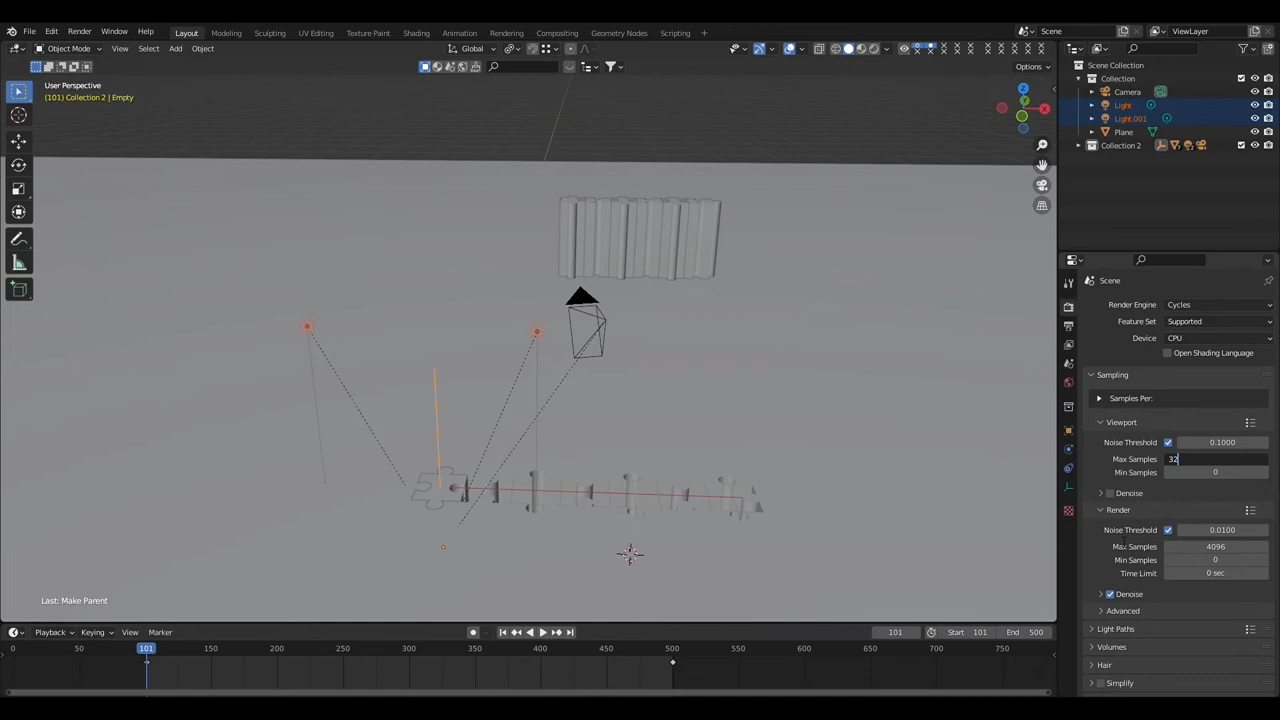 File Edit Render Window Help Layout Modeling Sculpting UV Editing Texture Paint Shading Animation Rendering Compositing Geometry Nodes Scripting + Scene ViewLayer
Object Mode View Select Add Object Global
Options
User Perspective
(101) Collection 2 | Empty
Z
Y
X
Scene Collection
Collection
Camera
Light
Light.001
Plane
Collection 2
Scene
Render Engine Cycles
Feature Set Supported
Device CPU
Open Shading Language
Sampling
Samples Per:
Viewport
Noise Threshold 0.1000
Max Samples 32
Min Samples 0
Denoise
Render
Noise Threshold 0.0100
Max Samples 4096
Min Samples 0
Time Limit 0 sec
Denoise
Advanced
Light Paths
Volumes
Hair
Simplify
Last: Make Parent
Playback Keying View Marker 101 Start 101 End 500
0 50 101 150 200 250 300 350 400 450 500 550 600 650 700 750